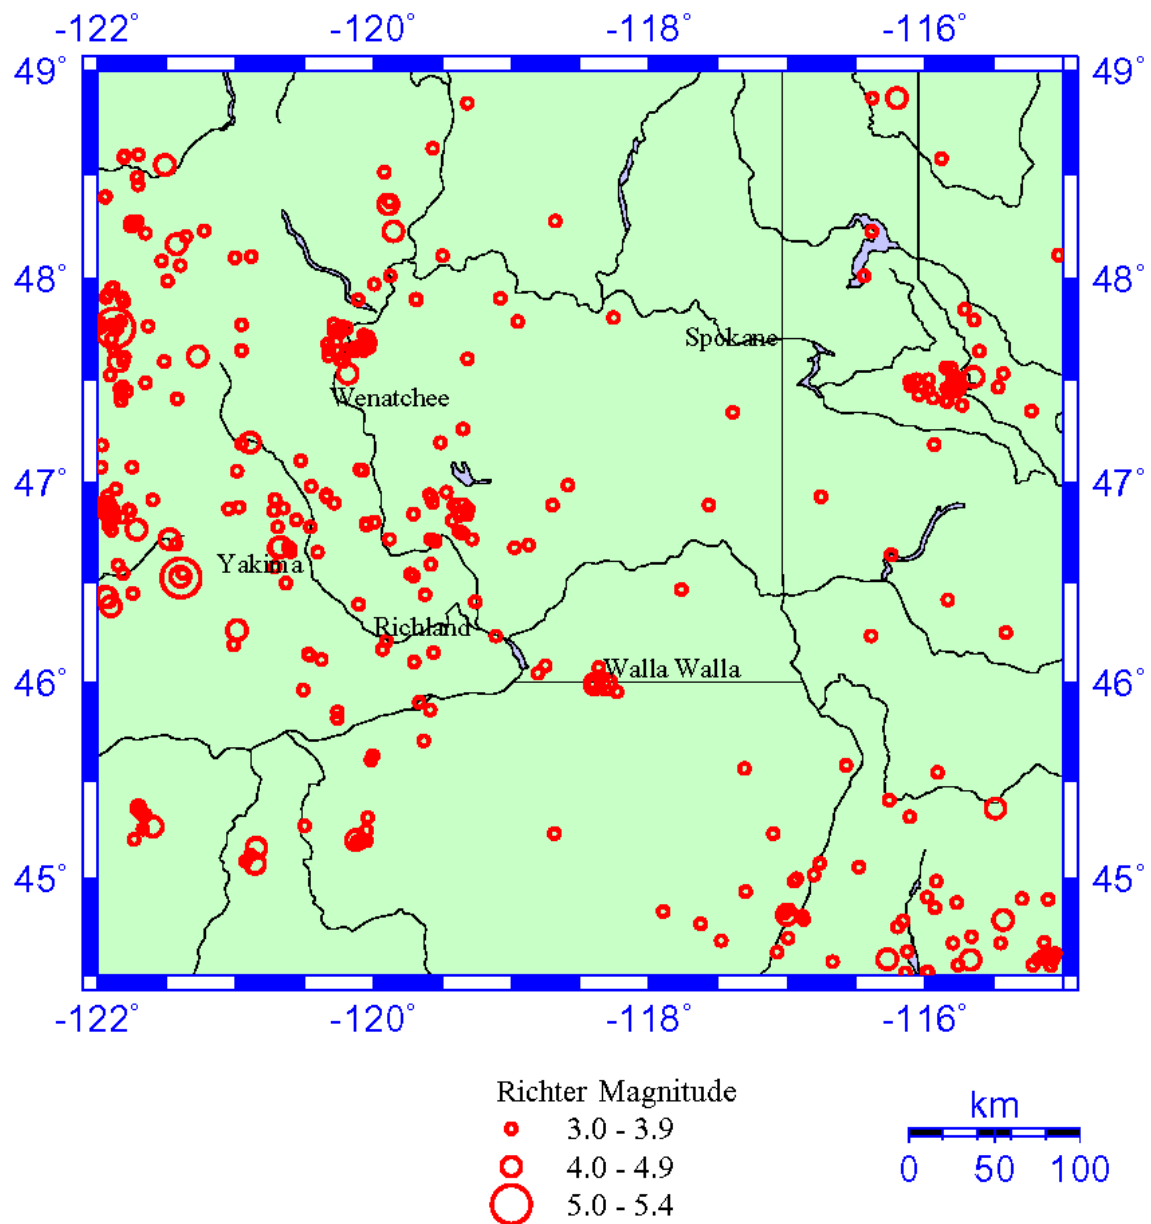 -122° -120° -118° -116°
49° 49°
48° 48°
Spokane
Wenatchee
47° 47°
Yakima
Richland
46° Walla Walla 46°
45° 45°
-122° -120° -118° -116°
Richter Magnitude
3.0 - 3.9
4.0 - 4.9
5.0 - 5.4
km
0 50 100